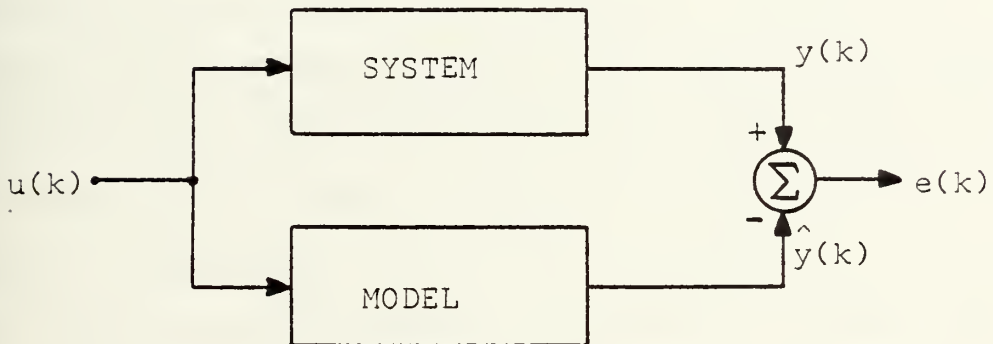 SYSTEM
y(k)
+
u(k)
Σ
e(k)
-
ŷ(k)
MODEL